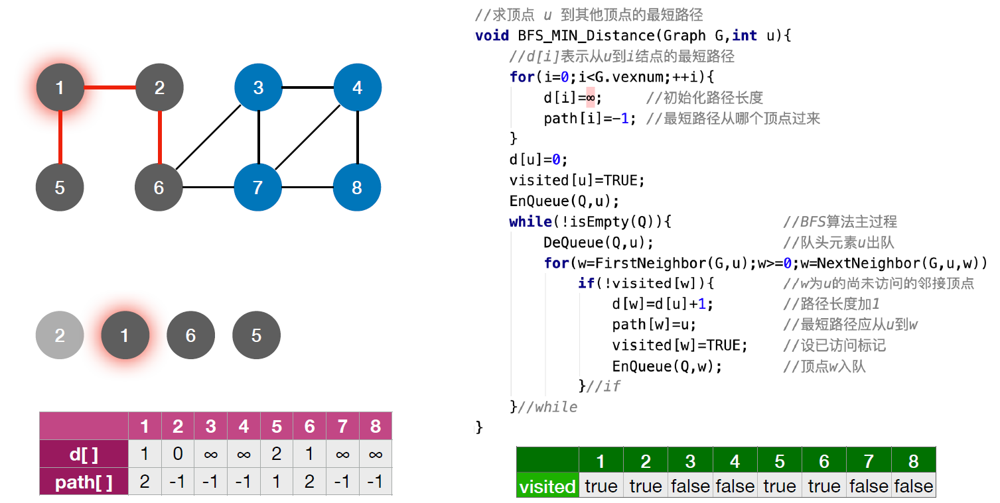 //求顶点 u 到其他顶点的最短路径
void BFS_MIN_Distance(Graph G,int u){
//d[i]表示从u到i结点的最短路径
for(i=0;i<G.vexnum;++i){
d[i]=∞; //初始化路径长度
path[i]=-1; //最短路径从哪个顶点过来
}
d[u]=0;
visited[u]=TRUE;
EnQueue(Q,u);
while(!isEmpty(Q)){ //BFS算法主过程
DeQueue(Q,u); //队头元素u出队
for(w=FirstNeighbor(G,u);w>=0;w=NextNeighbor(G,u,w))
if(!visited[w]){ //w为u的尚未访问的邻接顶点
d[w]=d[u]+1; //路径长度加1
path[w]=u; //最短路径应从u到w
visited[w]=TRUE; //设已访问标记
EnQueue(Q,w); //顶点w入队
}//if
}//while
}
1 2 3 4
5 6 7 8
2 1 6 5
1 2 3 4 5 6 7 8
d[ ] 1 0 ∞ ∞ 2 1 ∞ ∞
path[ ] 2 -1 -1 -1 1 2 -1 -1
1 2 3 4 5 6 7 8
visited true true false false true true false false